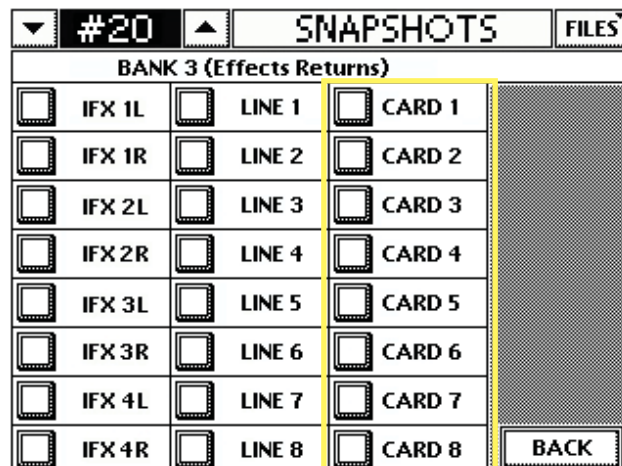 #20 SNAPSHOTS FILES
BANK 3 (Effects Returns)
IFX 1L LINE 1 CARD 1
IFX 1R LINE 2 CARD 2
IFX 2L LINE 3 CARD 3
IFX 2R LINE 4 CARD 4
IFX 3L LINE 5 CARD 5
IFX 3R LINE 6 CARD 6
IFX 4L LINE 7 CARD 7
IFX 4R LINE 8 CARD 8 BACK